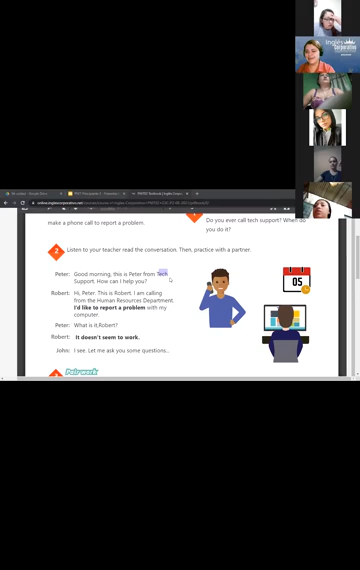 make a phone call to report a problem.
Do you ever call tech support? When do
you do it?
2 Listen to your teacher read the conversation. Then, practice with a partner.
Peter: Good morning, this is Peter from Tech
Support. How can I help you?
Robert: Hi, Peter. This is Robert. I am calling
from the Human Resources Department.
I'd like to report a problem with my
computer.
Peter: What is it,Robert?
Robert: It doesn't seem to work.
John: I see. Let me ask you some questions...
05
Pair work